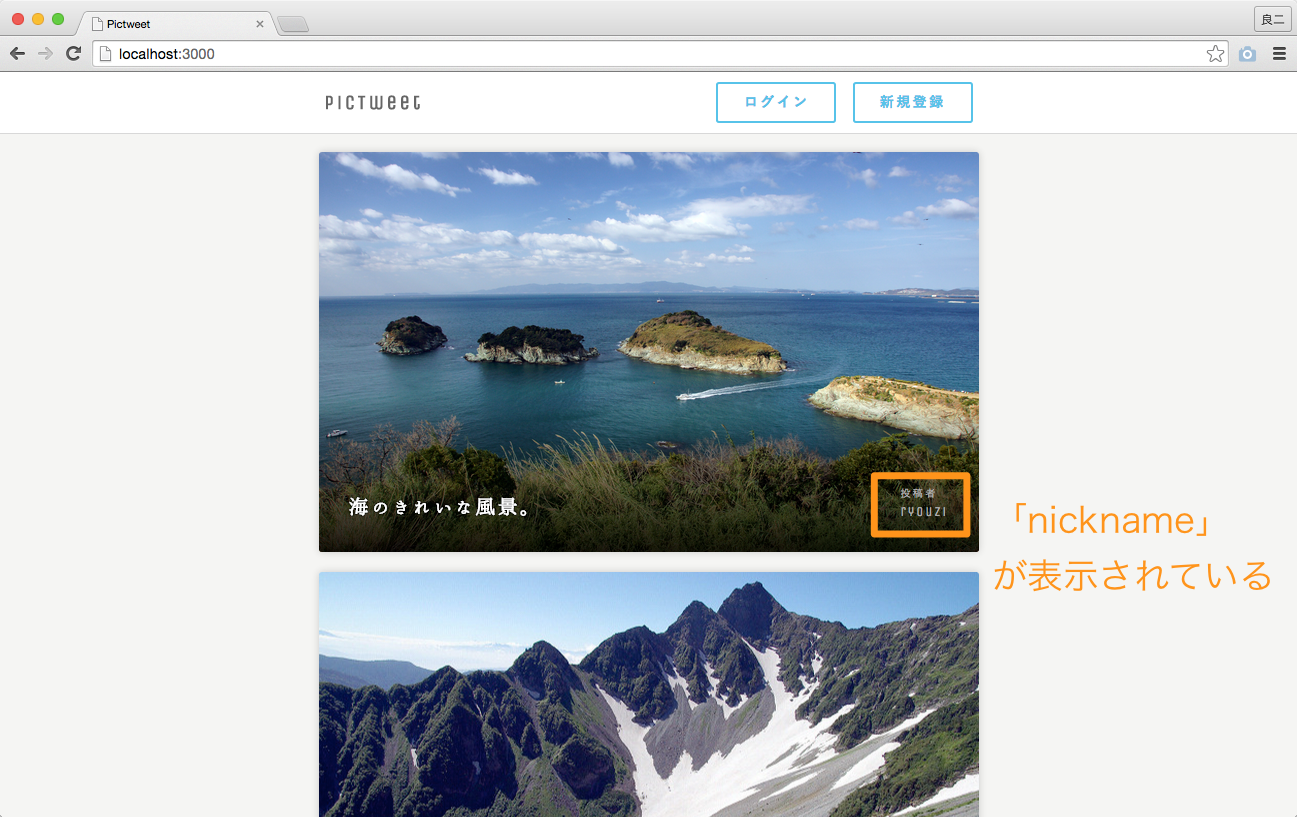 Pictweet
良二
localhost:3000
PICTWEET
ログイン
新規登録
海のきれいな風景。
投稿者
RYOUZI
「nickname」
が表示されている